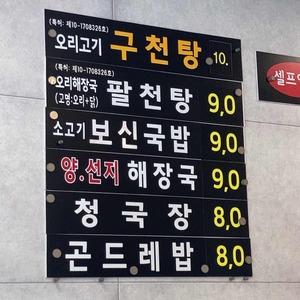 (특허: 제10-1708326호)
오리고기 구천탕 10.
(특허: 제10-1708326호)
오리해장국
(고명:오리+닭) 팔천탕 9,0
소고기 보신국밥 9,0
양.선지 해장국 9,0
청국장 8,0
곤드레밥 8,0
셀프